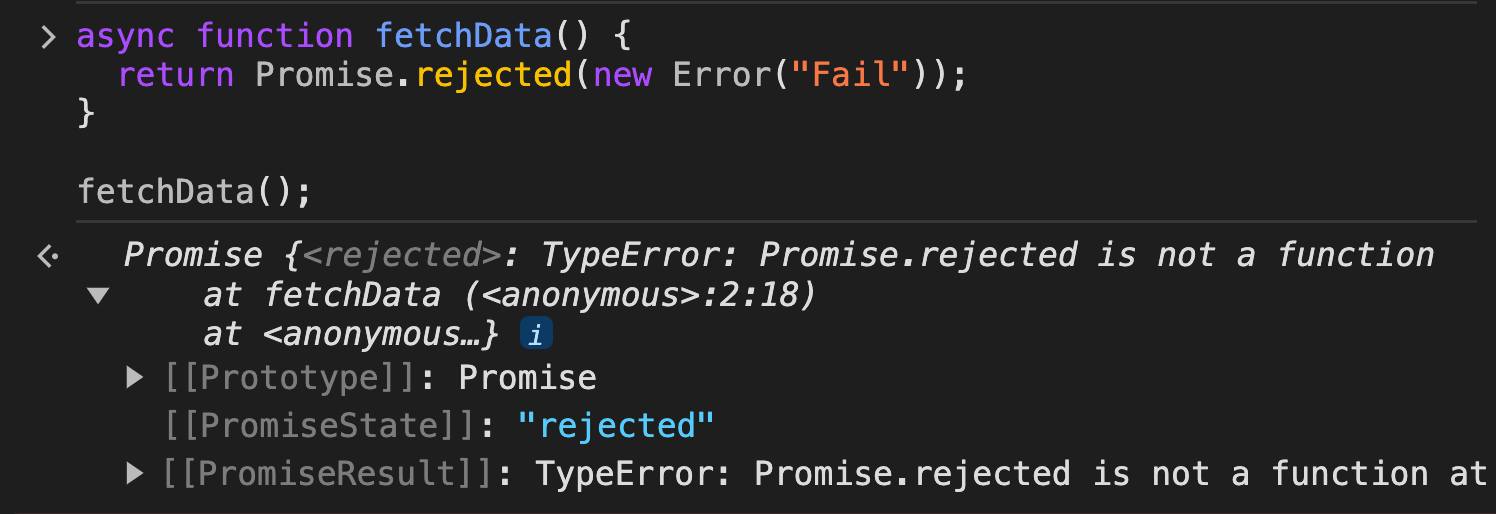 async function fetchData() {
  return Promise.rejected(new Error("Fail"));
}
fetchData();
Promise {<rejected>: TypeError: Promise.rejected is not a function
    at fetchData (<anonymous>:2:18)
    at <anonymous…} i
[[Prototype]]: Promise
[[PromiseState]]: "rejected"
[[PromiseResult]]: TypeError: Promise.rejected is not a function at